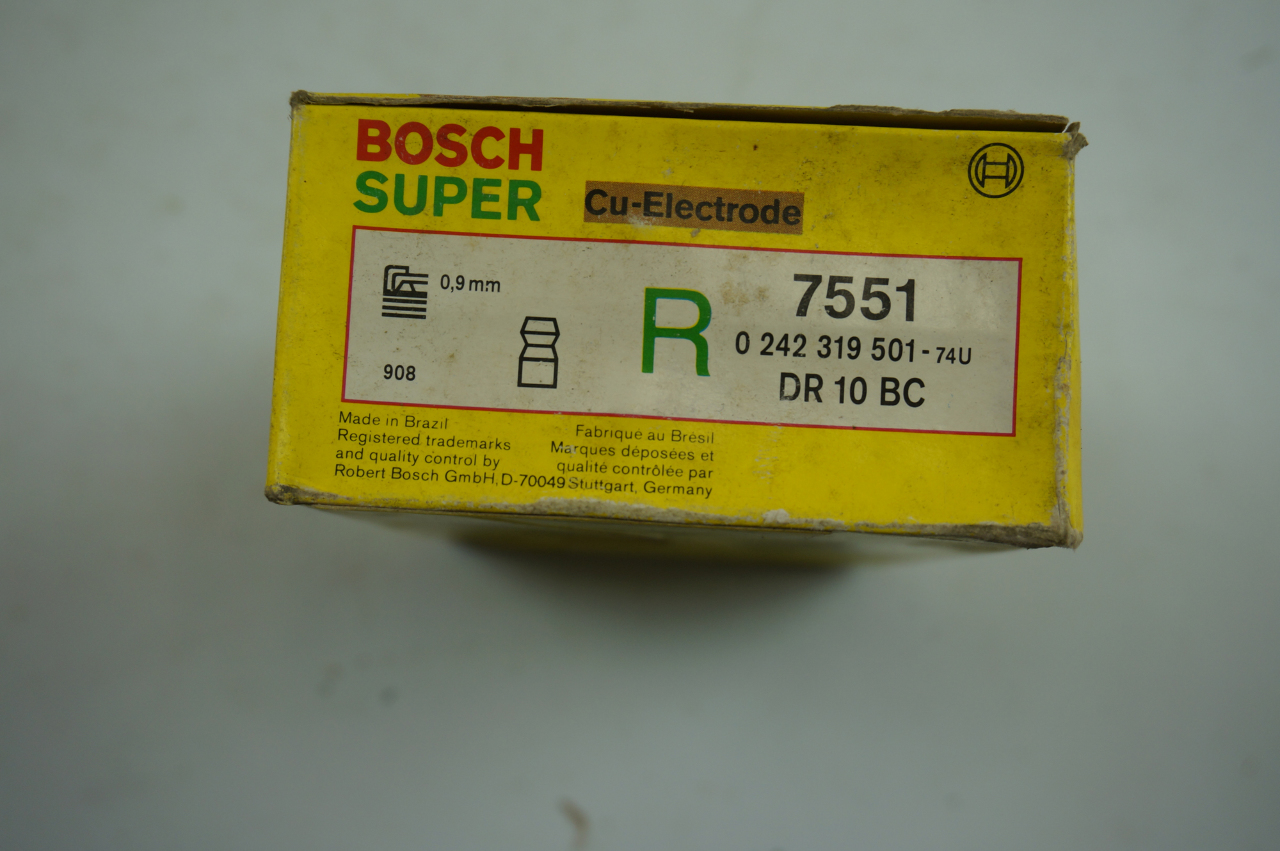 BOSCH
SUPER
Cu-Electrode
0,9 mm
908
R
7551
0 242 319 501-74U
DR 10 BC
Made in Brazil
Registered trademarks
and quality control by
Fabriqué au Brésil
Marques déposées et
qualité contrôlée par
Robert Bosch GmbH, D-70049 Stuttgart, Germany